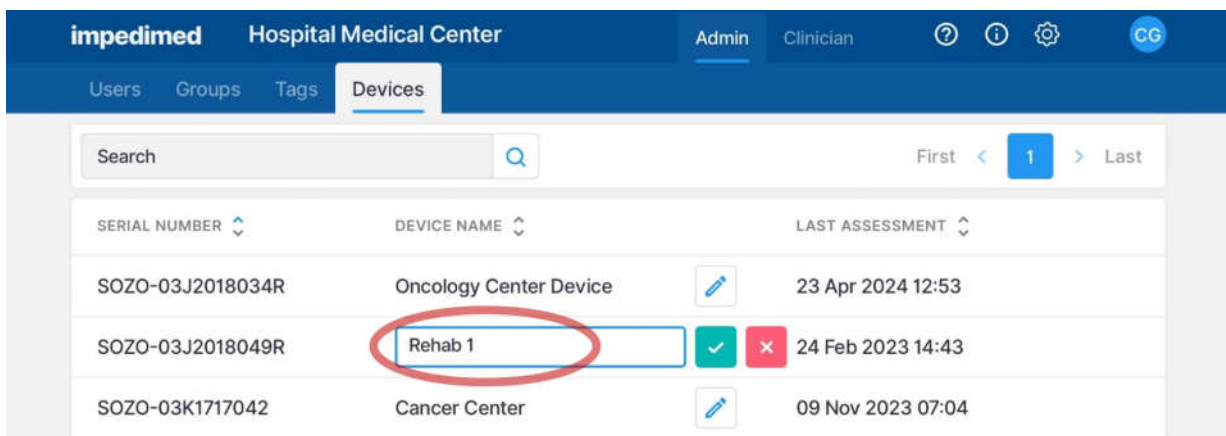 impedimed Hospital Medical Center Admin Clinician CG
Users Groups Tags Devices
Search First < 1 > Last
SERIAL NUMBER DEVICE NAME LAST ASSESSMENT
SOZO-03J2018034R Oncology Center Device 23 Apr 2024 12:53
SOZO-03J2018049R Rehab 1 24 Feb 2023 14:43
SOZO-03K1717042 Cancer Center 09 Nov 2023 07:04